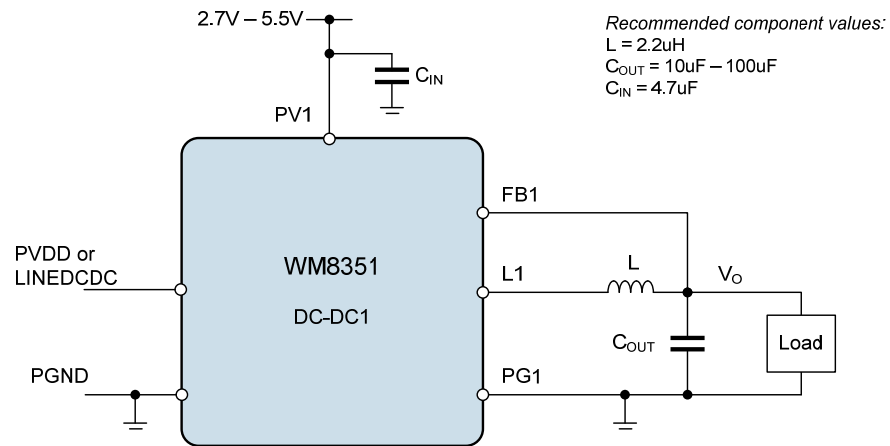 2.7V – 5.5V
Recommended component values:
L = 2.2uH
COUT = 10uF – 100uF
CIN = 4.7uF
CIN
PV1
FB1
PVDD or
LINEDCDC
WM8351
L1
L
VO
DC-DC1
COUT
Load
PGND
PG1